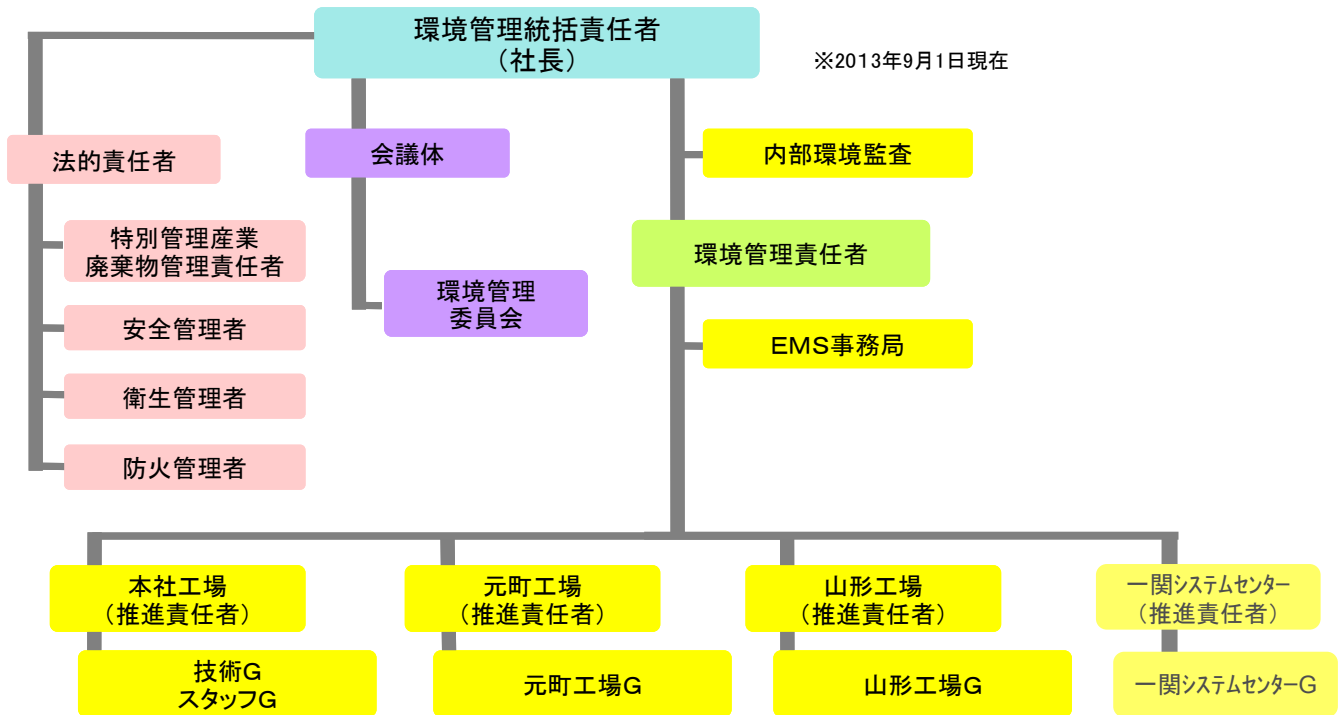 環境管理統括責任者
（社長）
※2013年9月1日現在
法的責任者
会議体
内部環境監査
特別管理産業
廃棄物管理責任者
環境管理責任者
環境管理
委員会
安全管理者
EMS事務局
衛生管理者
防火管理者
本社工場
（推進責任者）
元町工場
（推進責任者）
山形工場
（推進責任者）
一関システムセンター
（推進責任者）
技術G
スタッフG
元町工場G
山形工場G
一関システムセンターG